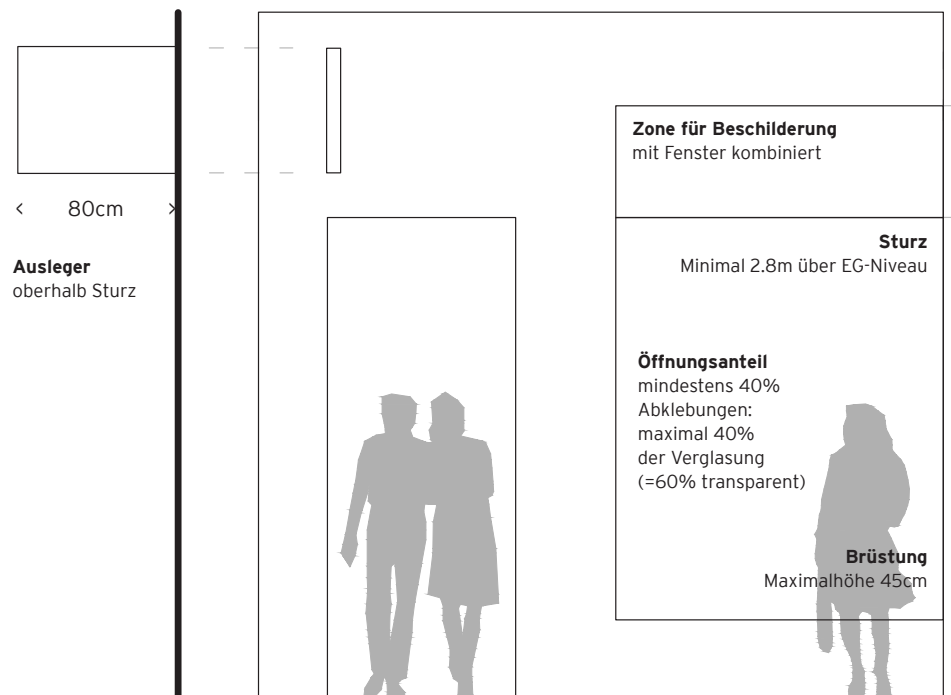 80cm
Ausleger
oberhalb Sturz
Zone für Beschilderung
mit Fenster kombiniert
Sturz
Minimal 2.8m über EG-Niveau
Öffnungsanteil
mindestens 40%
Abklebungen:
maximal 40%
der Verglasung
(=60% transparent)
Brüstung
Maximalhöhe 45cm